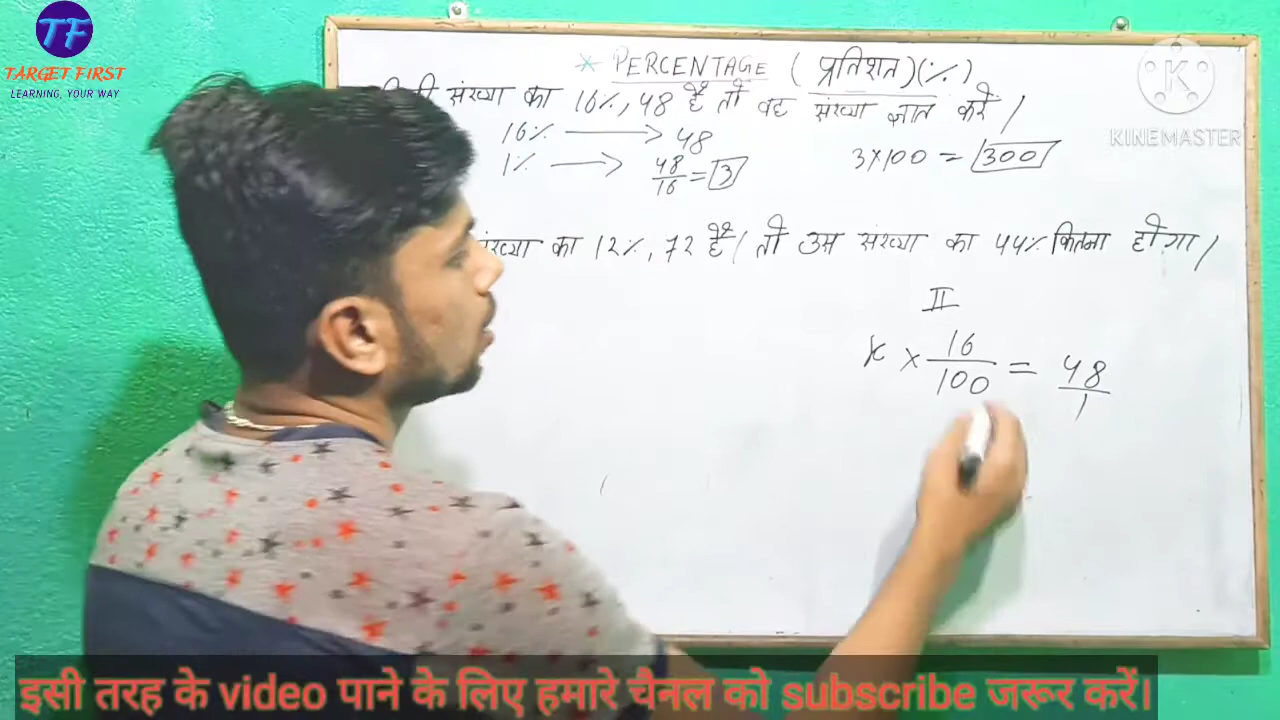 TF
TARGET FIRST
LEARNING, YOUR WAY
K
KINEMASTER
* PERCENTAGE (प्रतिशत)(%)
संख्या का 16%, 48 है तो वह संख्या ज्ञात करें।
16% → 48
1% → 48/16 = 3
3×100 = 300
संख्या का 12%, 72 है। तो उस संख्या का 44% कितना होगा।
II
x × 16/100 = 48/1
इसी तरह के video पाने के लिए हमारे चैनल को subscribe जरूर करें।